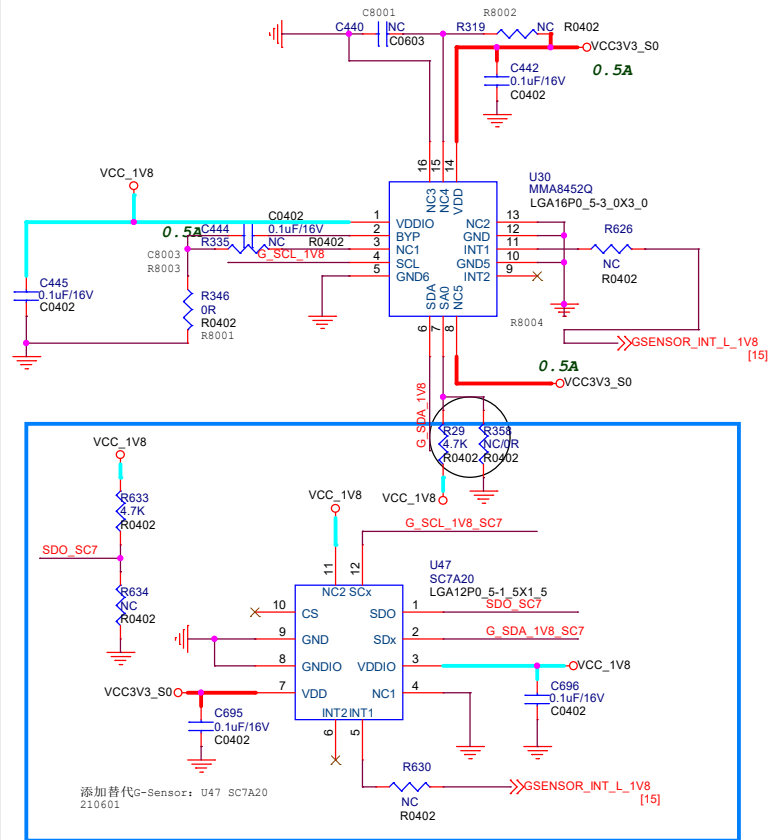 C8001
R8002
C440
NC
C0603
R319
NC
R0402
VCC3V3_S0
0.5A
C442
0.1uF/16V
C0402
16
15
14
NC3
NC4
VDD
U30
MMA8452Q
LGA16P0_5-3_0X3_0
VCC_1V8
0.5A
C444
C0402
0.1uF/16V
R335
NC
R0402
C8003
R8003
G_SCL_1V8
1
2
3
4
5
VDDIO
BYP
NC1
SCL
GND6
NC2
GND
INT1
GND5
INT2
13
12
11
10
9
R626
NC
R0402
C445
0.1uF/16V
C0402
R346
0R
R0402
R8001
SDA
SA0
NC5
6
7
8
R8004
GSENSOR_INT_L_1V8
[15]
0.5A
VCC3V3_S0
G_SDA_1V8
R29
4.7K
R0402
R358
NC/0R
R0402
VCC_1V8
VCC_1V8
R633
4.7K
R0402
SDO_SC7
R634
NC
R0402
VCC_1V8
G_SCL_1V8_SC7
11
12
NC2
SCx
U47
SC7A20
LGA12P0_5-1_5X1_5
10
9
8
7
CS
GND
GNDIO
VDD
SDO
SDx
VDDIO
NC1
1
2
3
4
SDO_SC7
G_SDA_1V8_SC7
VCC_1V8
VCC3V3_S0
C695
0.1uF/16V
C0402
C696
0.1uF/16V
C0402
INT2
INT1
6
5
R630
NC
R0402
GSENSOR_INT_L_1V8
[15]
添加替代G-Sensor: U47 SC7A20
210601